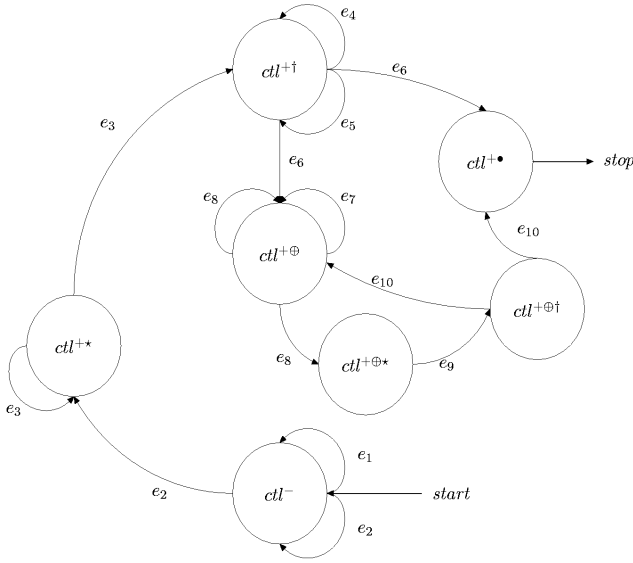 e₄
ctl⁺†
e₆
e₃
e₅
ctl⁺●
stop
e₆
e₈
e₇
e₁₀
ctl⁺⊕
e₁₀
ctl⁺⊕†
ctl⁺⋆
e₈
ctl⁺⊕⋆
e₉
e₃
e₁
e₂
ctl⁻
start
e₂